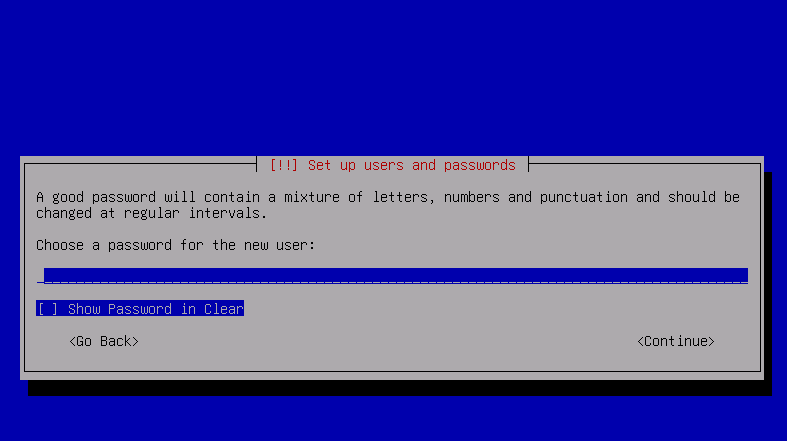 [!!] Set up users and passwords
A good password will contain a mixture of letters, numbers and punctuation and should be
changed at regular intervals.
Choose a password for the new user:
[ ] Show Password in Clear
<Go Back> <Continue>